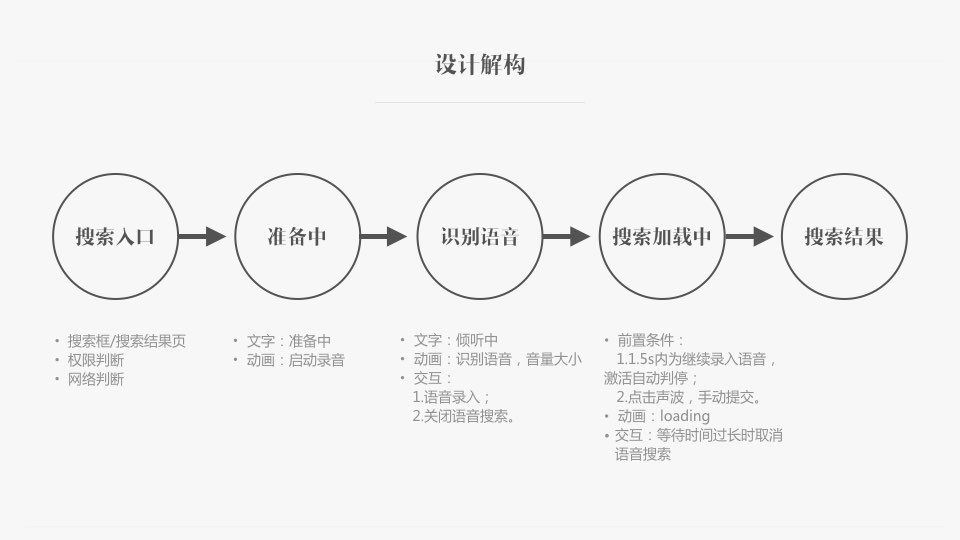 设计解构
搜索入口
准备中
识别语音
搜索加载中
搜索结果
• 搜索框/搜索结果页
• 权限判断
• 网络判断
• 文字：准备中
• 动画：启动录音
• 文字：倾听中
• 动画：识别语音，音量大小
• 交互：
1.语音录入；
2.关闭语音搜索。
• 前置条件：
1.1.5s内为继续录入语音，
激活自动判停；
2.点击声波，手动提交。
• 动画：loading
• 交互：等待时间过长时取消
语音搜索